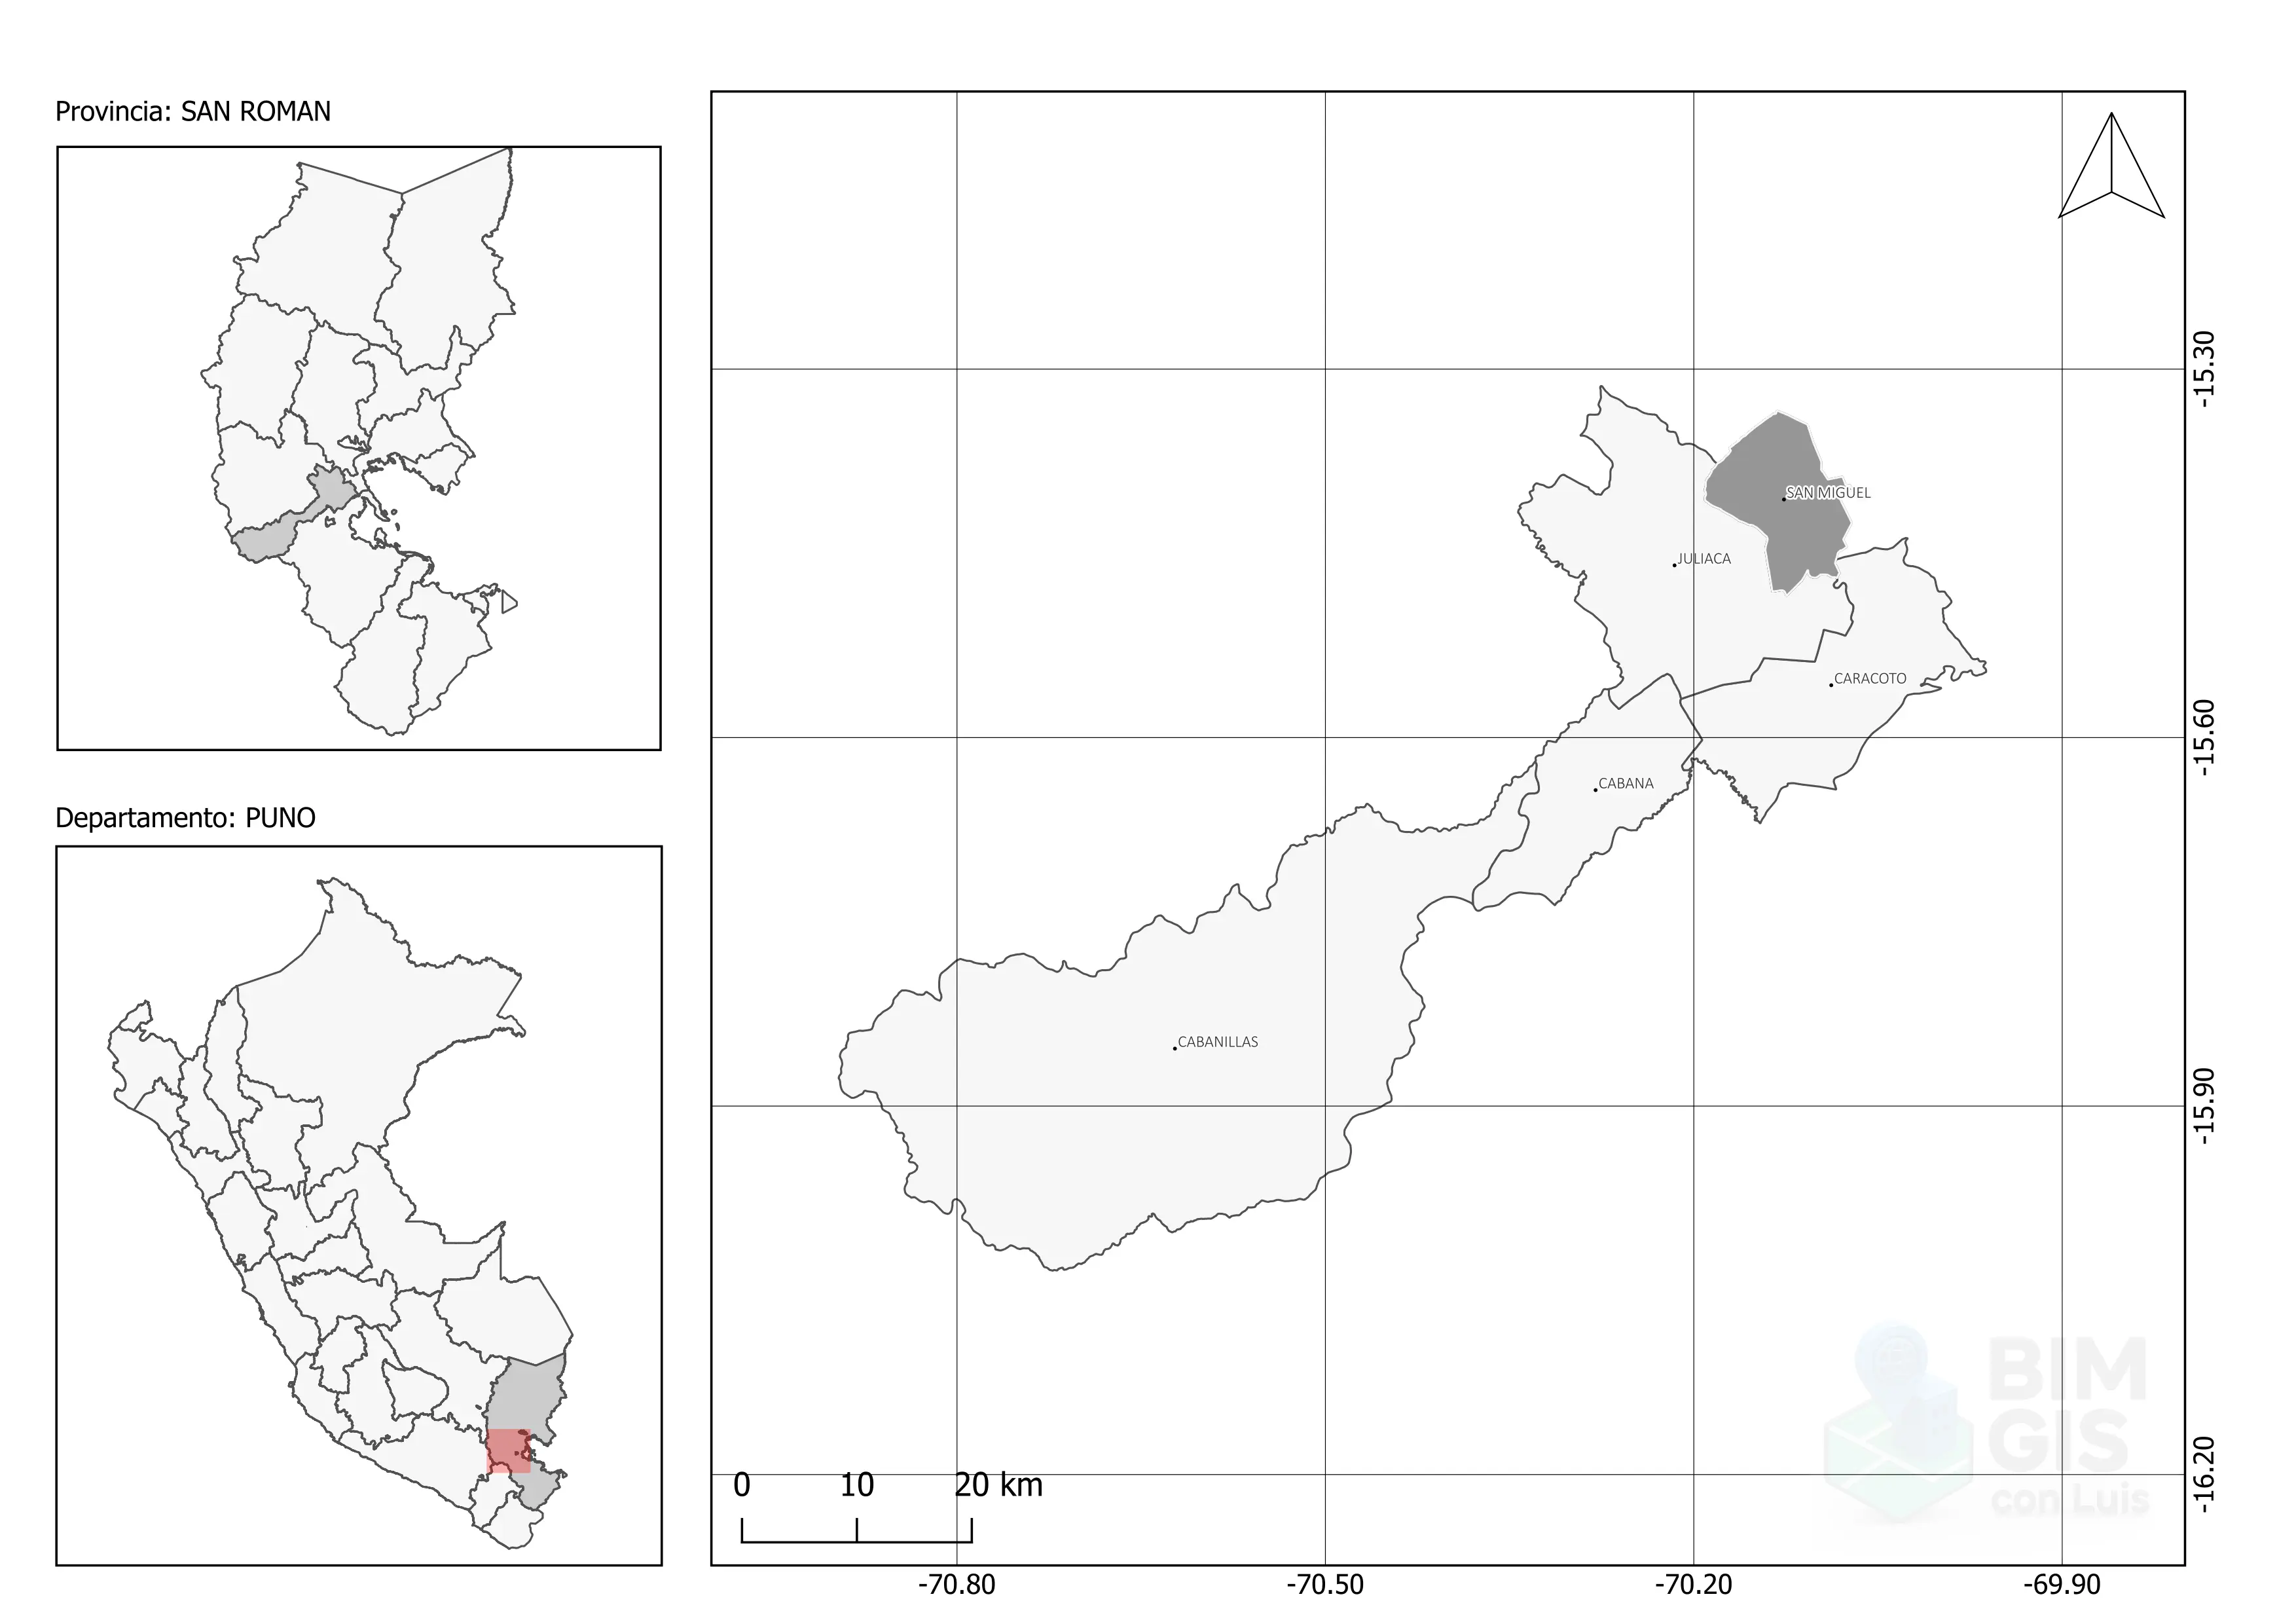 Provincia: SAN ROMAN
Departamento: PUNO
SAN MIGUEL
JULIACA
CARACOTO
CABANA
CABANILLAS
-15.30
-15.60
-15.90
-16.20
0 10 20 km
-70.80 -70.50 -70.20 -69.90
BIM
GIS
con Luis